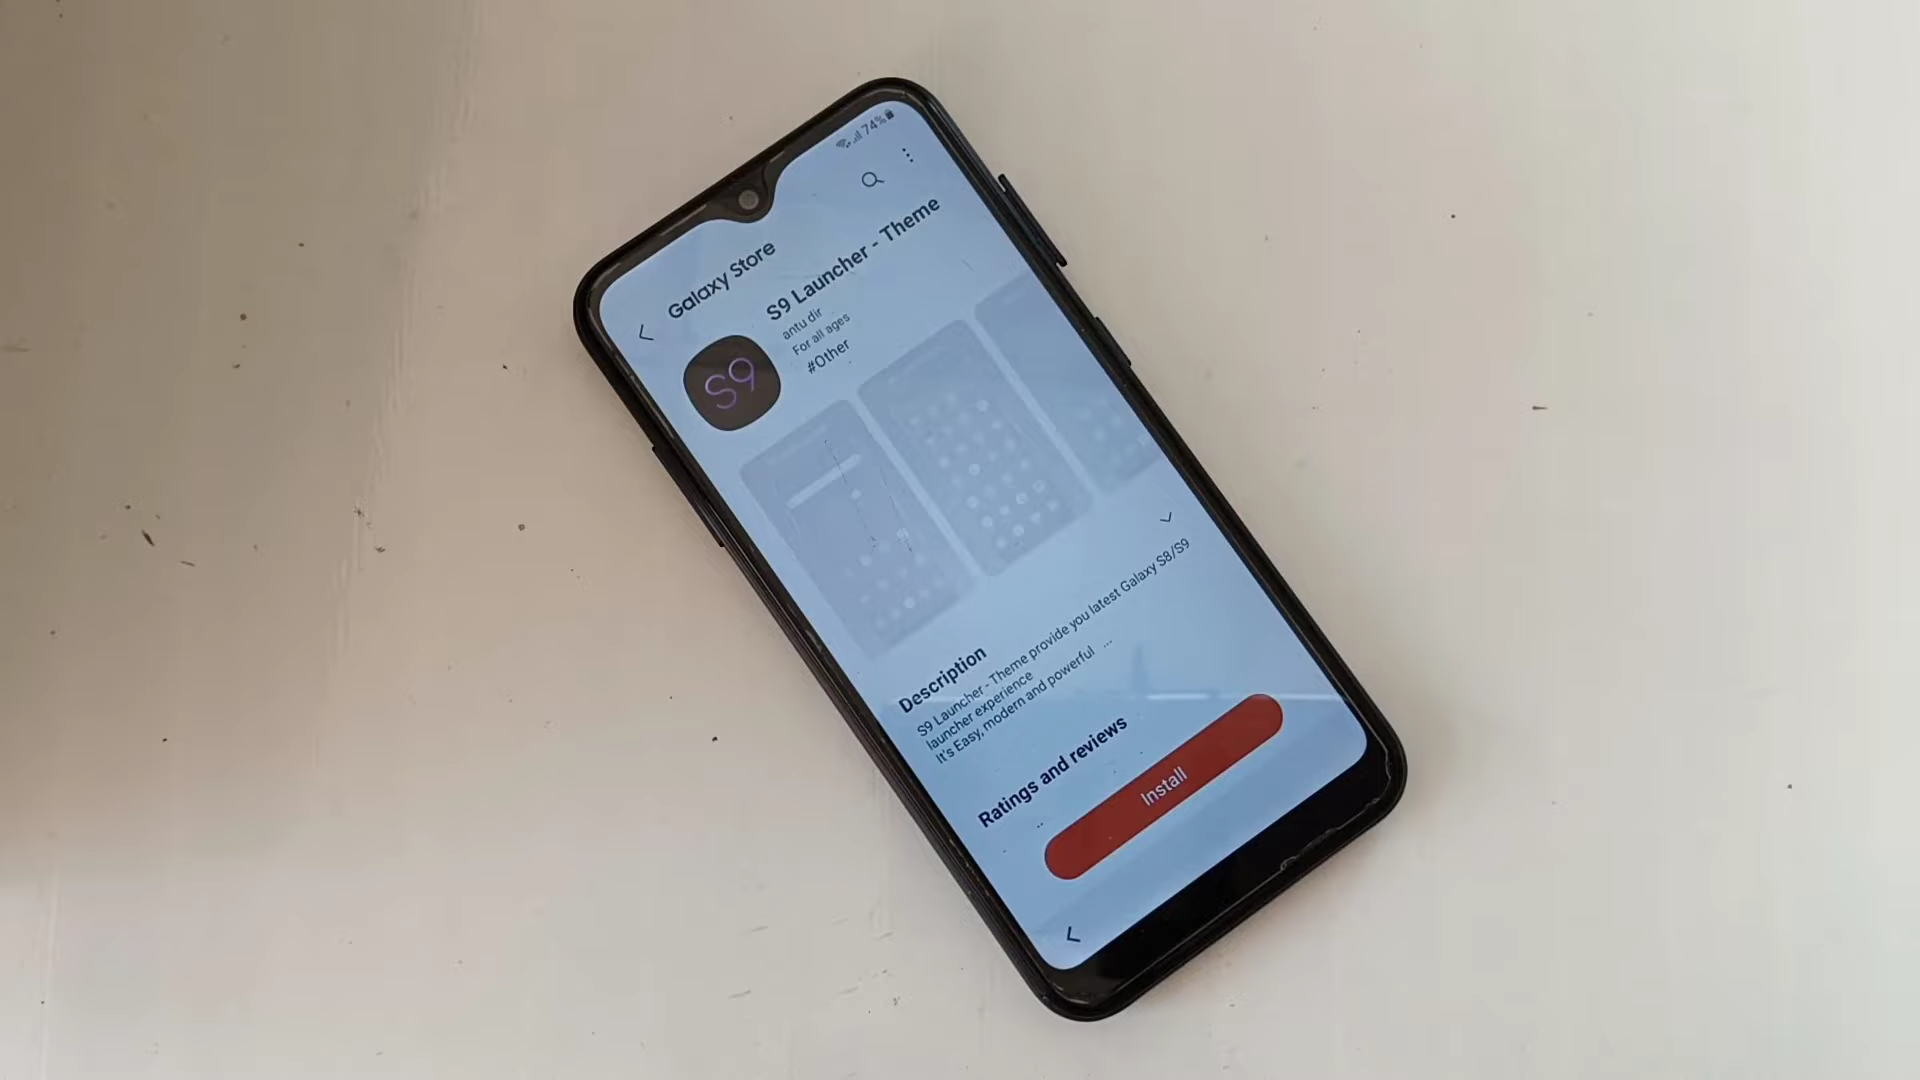 74%
Galaxy Store
S9 Launcher - Theme
antu dir
For all ages
#Other
S9
Description
S9 Launcher - Theme provide you latest Galaxy S8/S9
launcher experience
It's Easy, modern and powerful ...
Ratings and reviews
Install